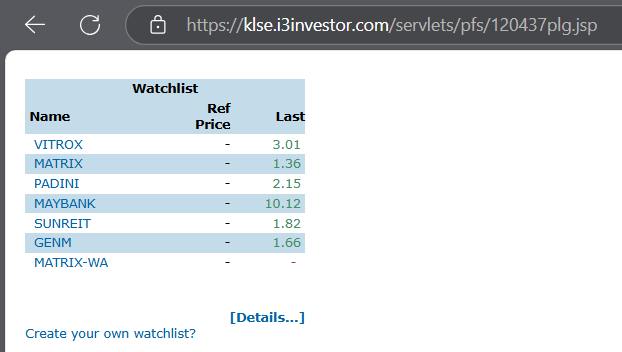 https://klse.i3investor.com/servlets/pfs/120437plg.jsp
Watchlist
Name Ref Price Last
VITROX - 3.01
MATRIX - 1.36
PADINI - 2.15
MAYBANK - 10.12
SUNREIT - 1.82
GENM - 1.66
MATRIX-WA - -
[Details...]
Create your own watchlist?